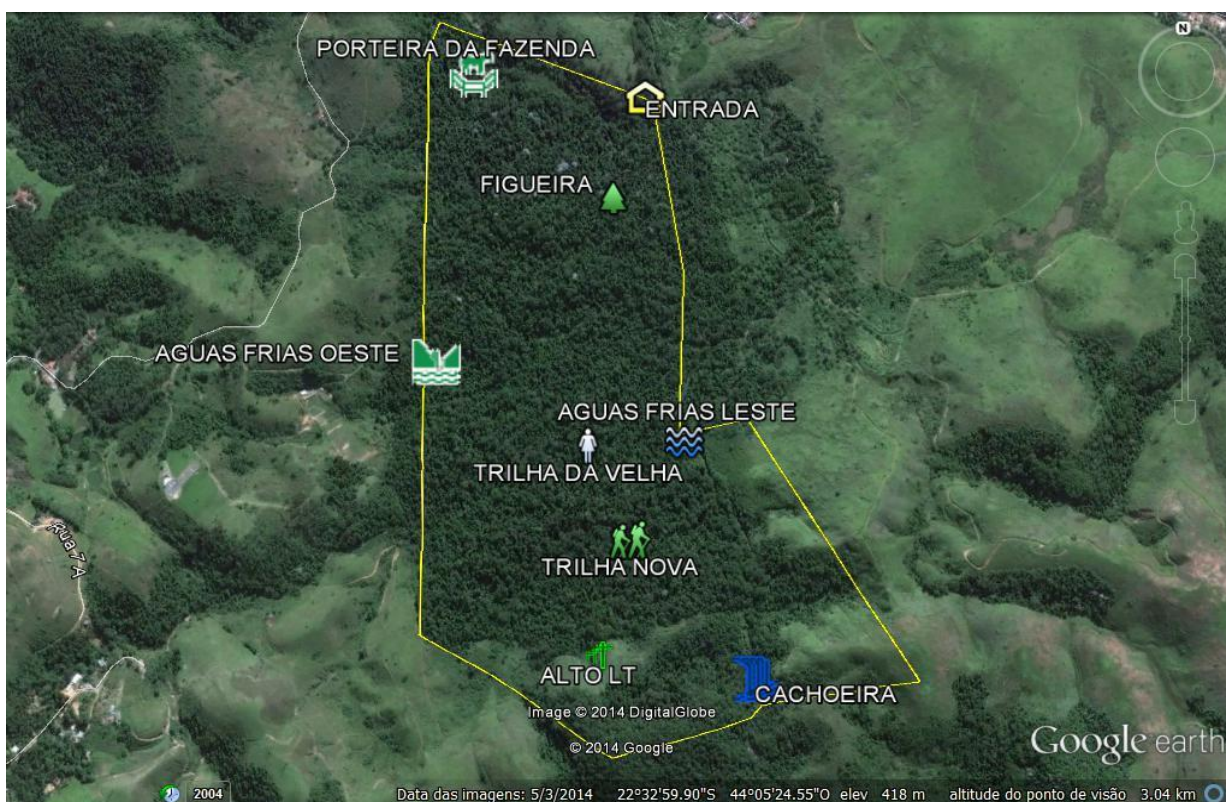 N
PORTEIRA DA FAZENDA
ENTRADA
FIGUEIRA
AGUAS FRIAS OESTE
AGUAS FRIAS LESTE
TRILHA DA VELHA
Rua 7 A
TRILHA NOVA
ALTO LT
CACHOEIRA
Image © 2014 DigitalGlobe
© 2014 Google
Google earth
2004
Data das imagens: 5/3/2014 22°32'59.90"S 44°05'24.55"O elev 418 m altitude do ponto de visão 3.04 km